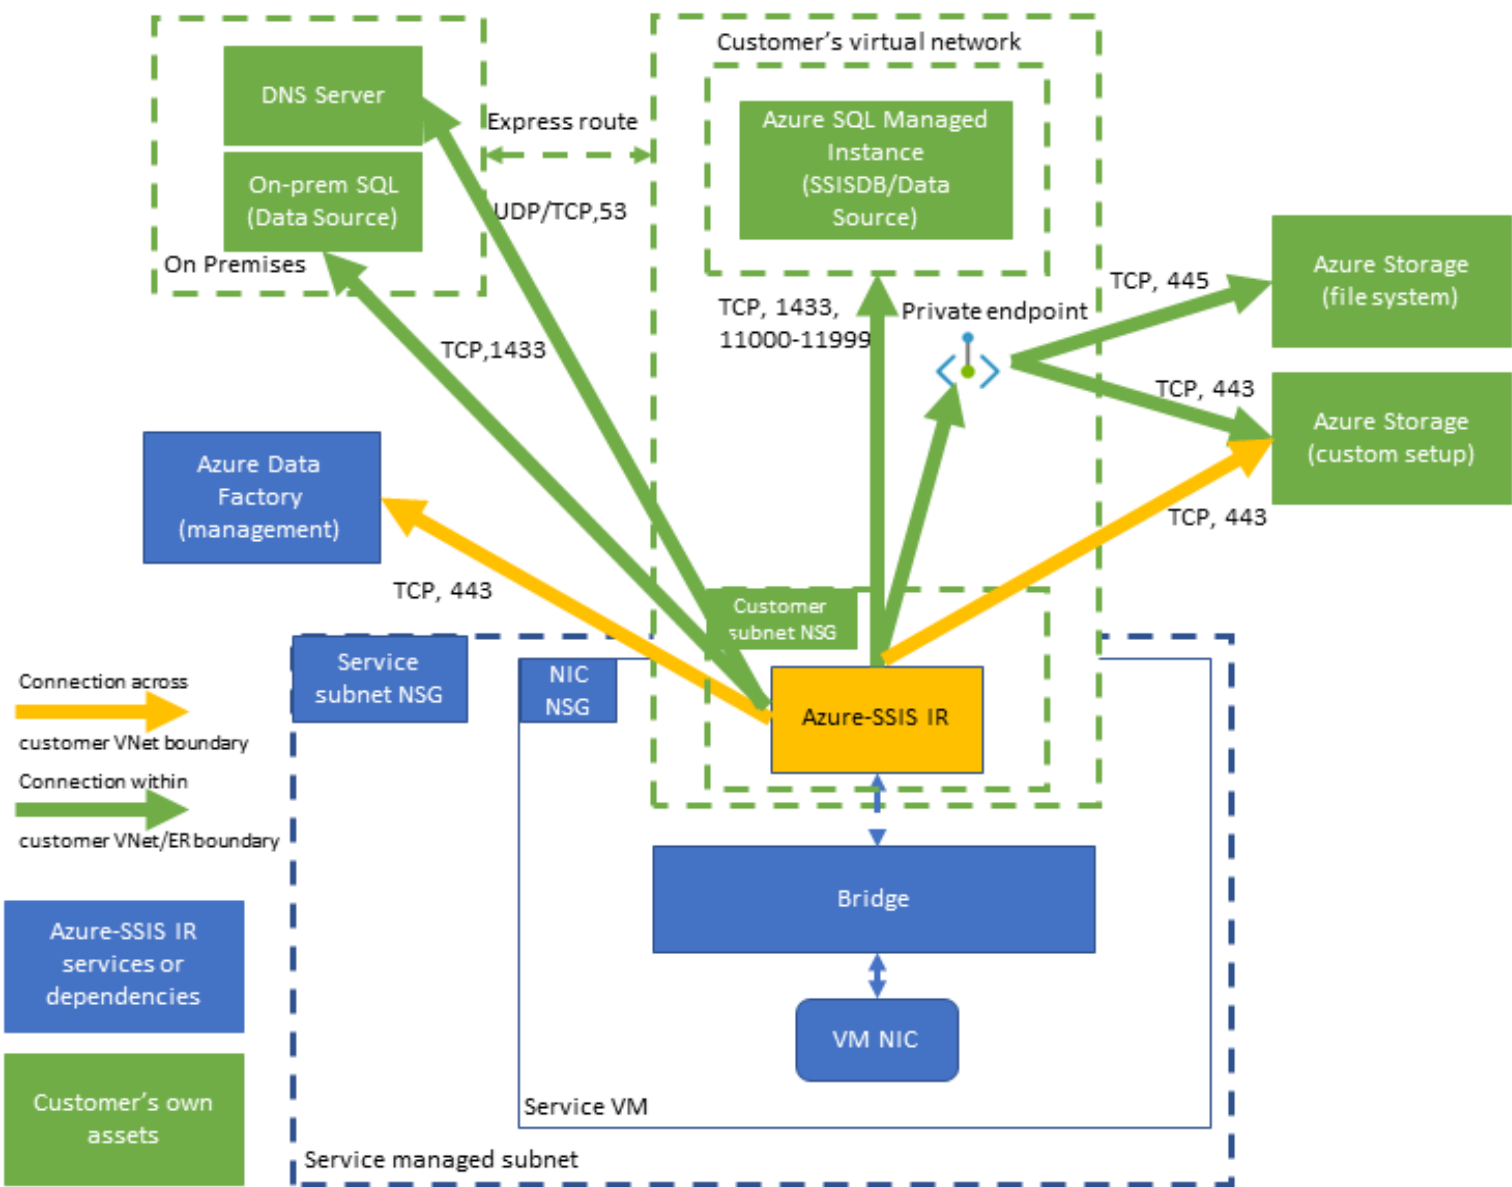 Customer's virtual network
DNS Server
Express route
Azure SQL Managed
Instance
(SSISDB/Data
Source)
On-prem SQL
(Data Source)
UDP/TCP,53
On Premises
Azure Storage
(file system)
TCP, 445
TCP, 1433,
11000-11999
Private endpoint
TCP,1433
TCP, 443
Azure Storage
(custom setup)
Azure Data
Factory
(management)
TCP, 443
TCP, 443
Customer
subnet NSG
Service
subnet NSG
NIC
NSG
Azure-SSIS IR
Connection across
customer VNet boundary
Connection within
customer VNet/ER boundary
Bridge
Azure-SSIS IR
services or
dependencies
VM NIC
Customer's own
assets
Service VM
Service managed subnet